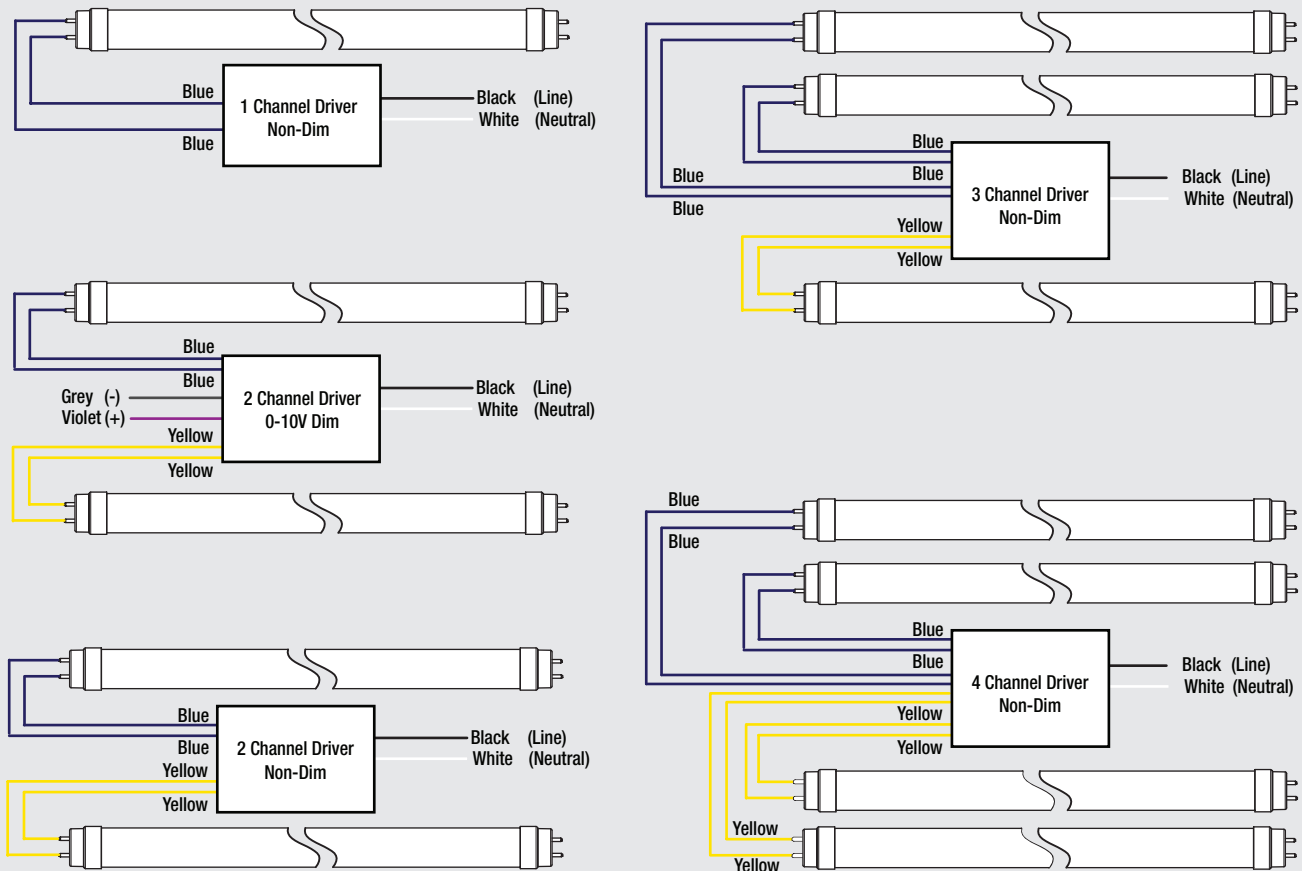 Blue
1 Channel Driver
Non-Dim
Blue
Black (Line)
White (Neutral)
Blue
Blue
Grey (-)
Violet (+)
2 Channel Driver
0-10V Dim
Yellow
Yellow
Black (Line)
White (Neutral)
Blue
Blue
2 Channel Driver
Non-Dim
Yellow
Yellow
Black (Line)
White (Neutral)
Blue
Blue
Blue
Blue
3 Channel Driver
Non-Dim
Yellow
Yellow
Black (Line)
White (Neutral)
Blue
Blue
Blue
Blue
4 Channel Driver
Non-Dim
Yellow
Yellow
Black (Line)
White (Neutral)
Yellow
Yellow